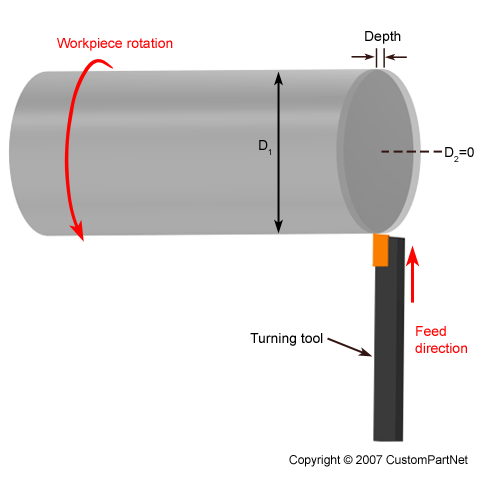 Depth
Workpiece rotation
D1
D2=0
Feed
direction
Turning tool
Copyright © 2007 CustomPartNet